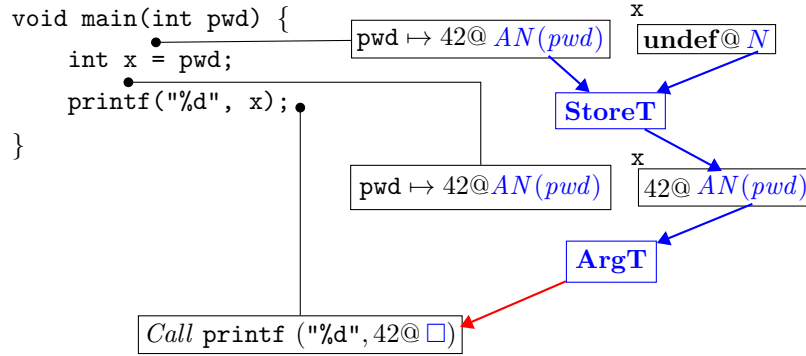 void main(int pwd) {
pwd ↦ 42@ AN(pwd)
x
undef@ N
int x = pwd;
printf("%d", x);
StoreT
}
pwd ↦ 42@AN(pwd)
x
42@ AN(pwd)
ArgT
Call printf ("%d", 42@ □)